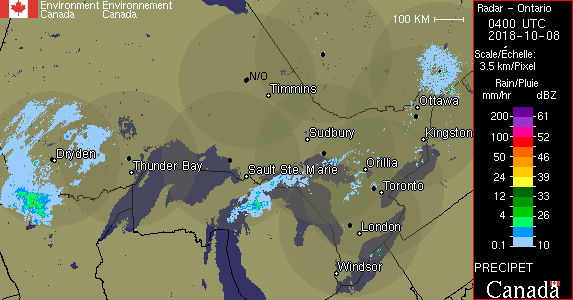 Environment Environnement
Canada Canada
100 KM
N/O
Timmins
Ottawa
Sudbury
Kingston
Dryden
Thunder Bay
Sault Ste. Marie
Orillia
Toronto
London
Windsor
Radar - Ontario
0400 UTC
2018-10-08
Scale/Échelle:
3.5 km/Pixel
Rain/Pluie
mm/hr dBZ
200 61
100 52
50 46
24 39
12 33
4 26
0.1 10
PRECIPET
Canada